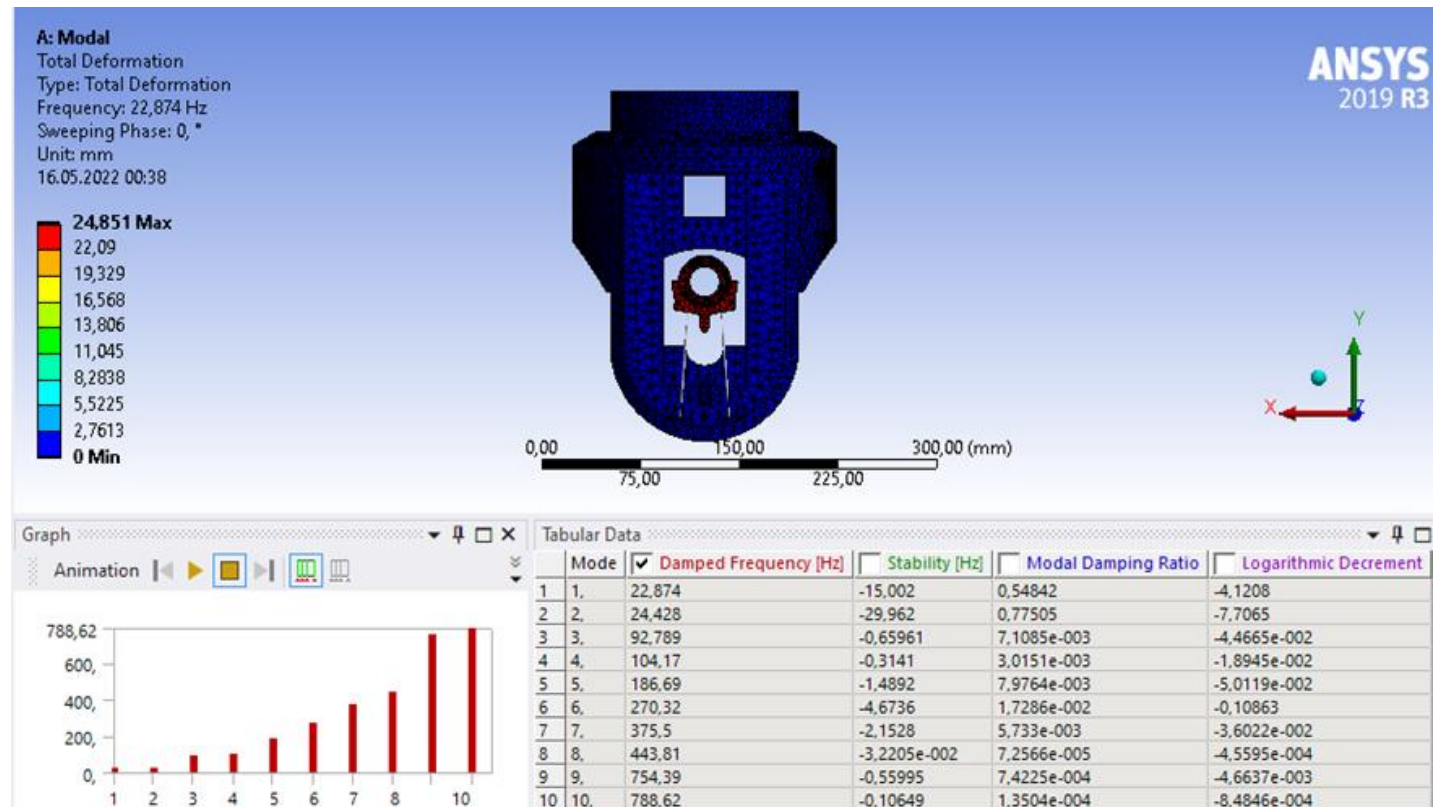 A: Modal
Total Deformation
Type: Total Deformation
Frequency: 22,874 Hz
Sweeping Phase: 0, °
Unit: mm
16.05.2022 00:38
24,851 Max
22,09
19,329
16,568
13,806
11,045
8,2838
5,5225
2,7613
0 Min
ANSYS
2019 R3
Y
X
Z
0,00 150,00 300,00 (mm)
75,00 225,00
Graph
Animation
788,62
600,
400,
200,
0,
1 2 3 4 5 6 7 8 10
Tabular Data
Mode Damped Frequency [Hz] Stability [Hz] Modal Damping Ratio Logarithmic Decrement
1 1, 22,874 -15,002 0,54842 -4,1208
2 2, 24,428 -29,962 0,77505 -7,7065
3 3, 92,789 -0,65961 7,1085e-003 -4,4665e-002
4 4, 104,17 -0,3141 3,0151e-003 -1,8945e-002
5 5, 186,69 -1,4892 7,9764e-003 -5,0119e-002
6 6, 270,32 -4,6736 1,7286e-002 -0,10863
7 7, 375,5 -2,1528 5,733e-003 -3,6022e-002
8 8, 443,81 -3,2205e-002 7,2566e-005 -4,5595e-004
9 9, 754,39 -0,55995 7,4225e-004 -4,6637e-003
10 10, 788,62 -0,10649 1,3504e-004 -8,4846e-004